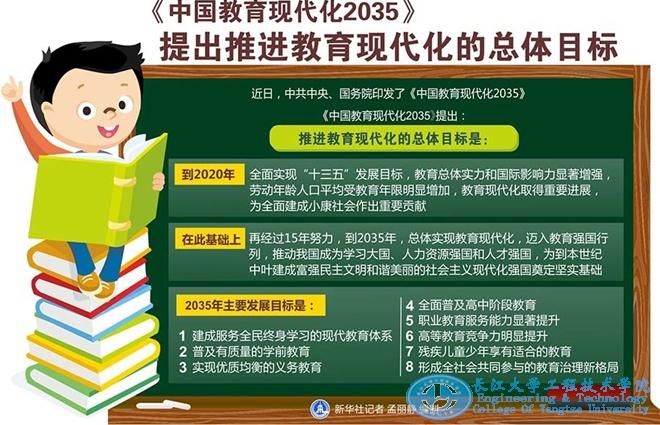 《中国教育现代化2035》
提出推进教育现代化的总体目标
近日，中共中央、国务院印发了《中国教育现代化2035》
《中国教育现代化2035》提出：
推进教育现代化的总体目标是：
到2020年
全面实现“十三五”发展目标，教育总体实力和国际影响力显著增强，
劳动年龄人口平均受教育年限明显增加，教育现代化取得重要进展，
为全面建成小康社会作出重要贡献
在此基础上
再经过15年努力，到2035年，总体实现教育现代化，迈入教育强国行
列，推动我国成为学习大国、人力资源强国和人才强国，为到本世纪
中叶建成富强民主文明和谐美丽的社会主义现代化强国奠定坚实基础
2035年主要发展目标是：
1 建成服务全民终身学习的现代教育体系
2 普及有质量的学前教育
3 实现优质均衡的义务教育
4 全面普及高中阶段教育
5 职业教育服务能力显著提升
6 高等教育竞争力明显提升
7 残疾儿童少年享有适合的教育
8 形成全社会共同参与的教育治理新格局
新华社记者 孟丽静 编制
长江大学工程技术学院
Engineering & Technology
College Of Yangtze University